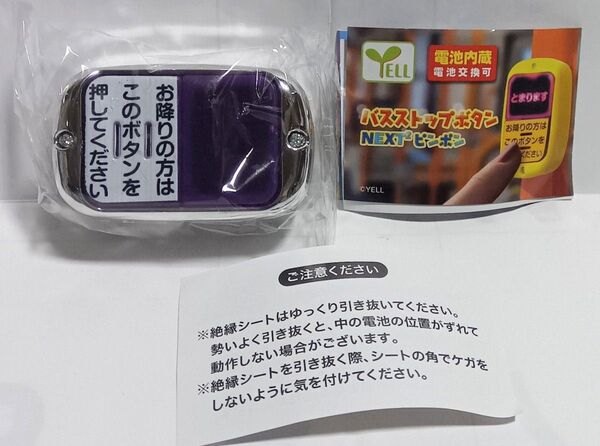 お降りの方は
このボタンを
押してください
YELL
電池内蔵
電池交換可
バスストップボタン
NEXT²ピンポン
とまります
お降りの方は
このボタンを
©YELL
ご注意ください
※絶縁シートはゆっくり引き抜いてください。
勢いよく引き抜くと、中の電池の位置がずれて
動作しない場合がございます。
※絶縁シートを引き抜く際、シートの角でケガを
しないように気を付けてください。